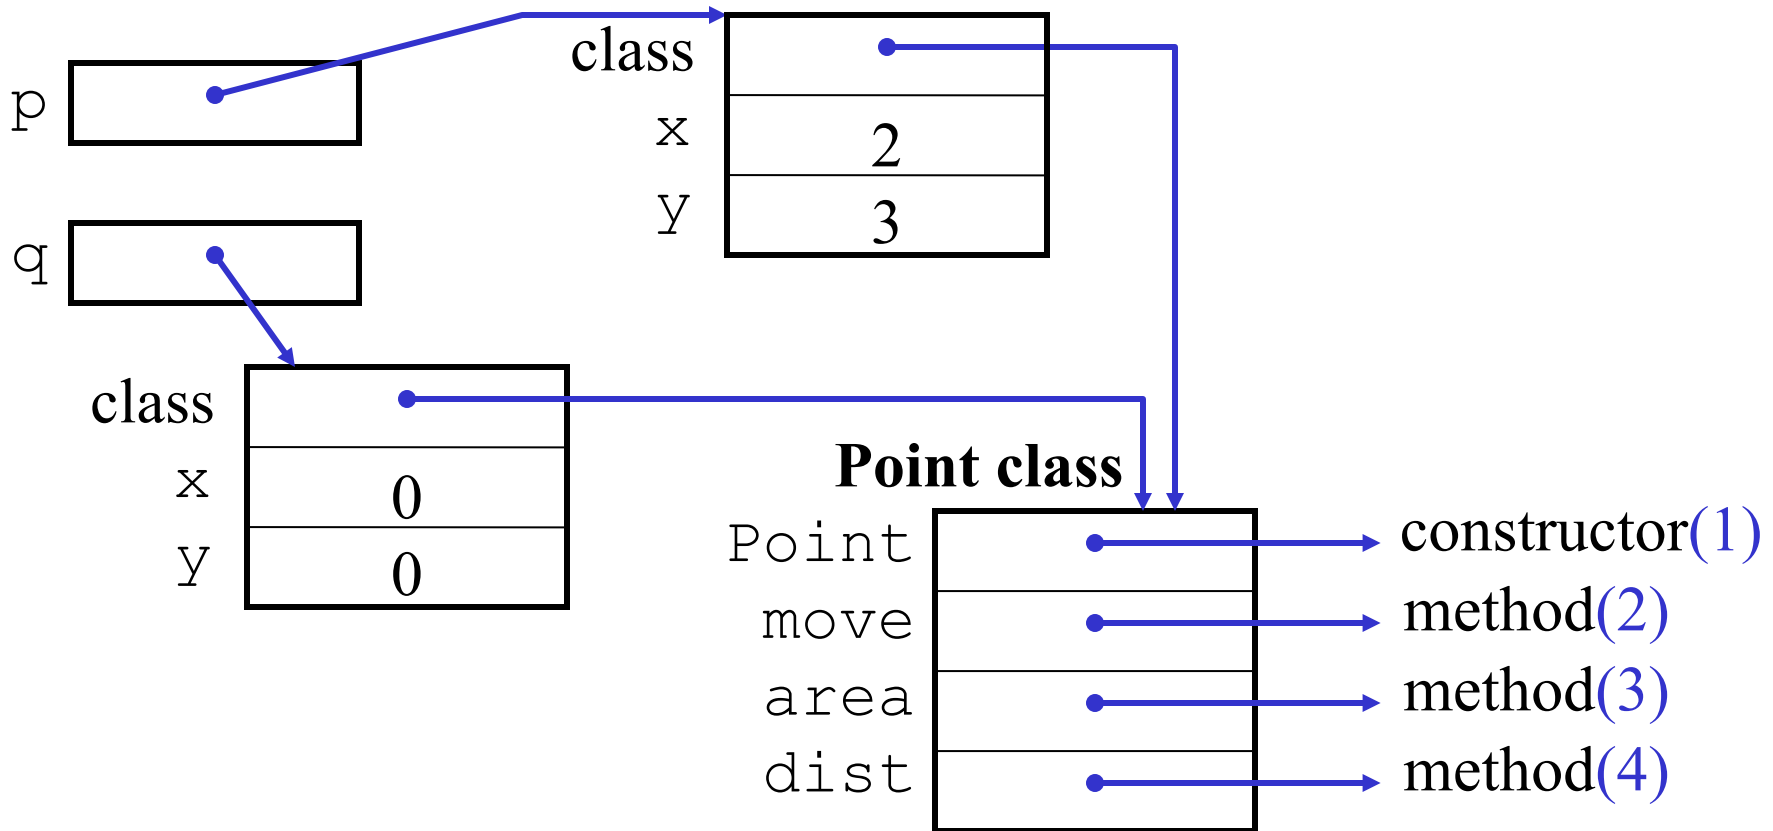 p
class
x 2
y 3
q
class
x 0
y 0
Point class
Point constructor(1)
move method(2)
area method(3)
dist method(4)